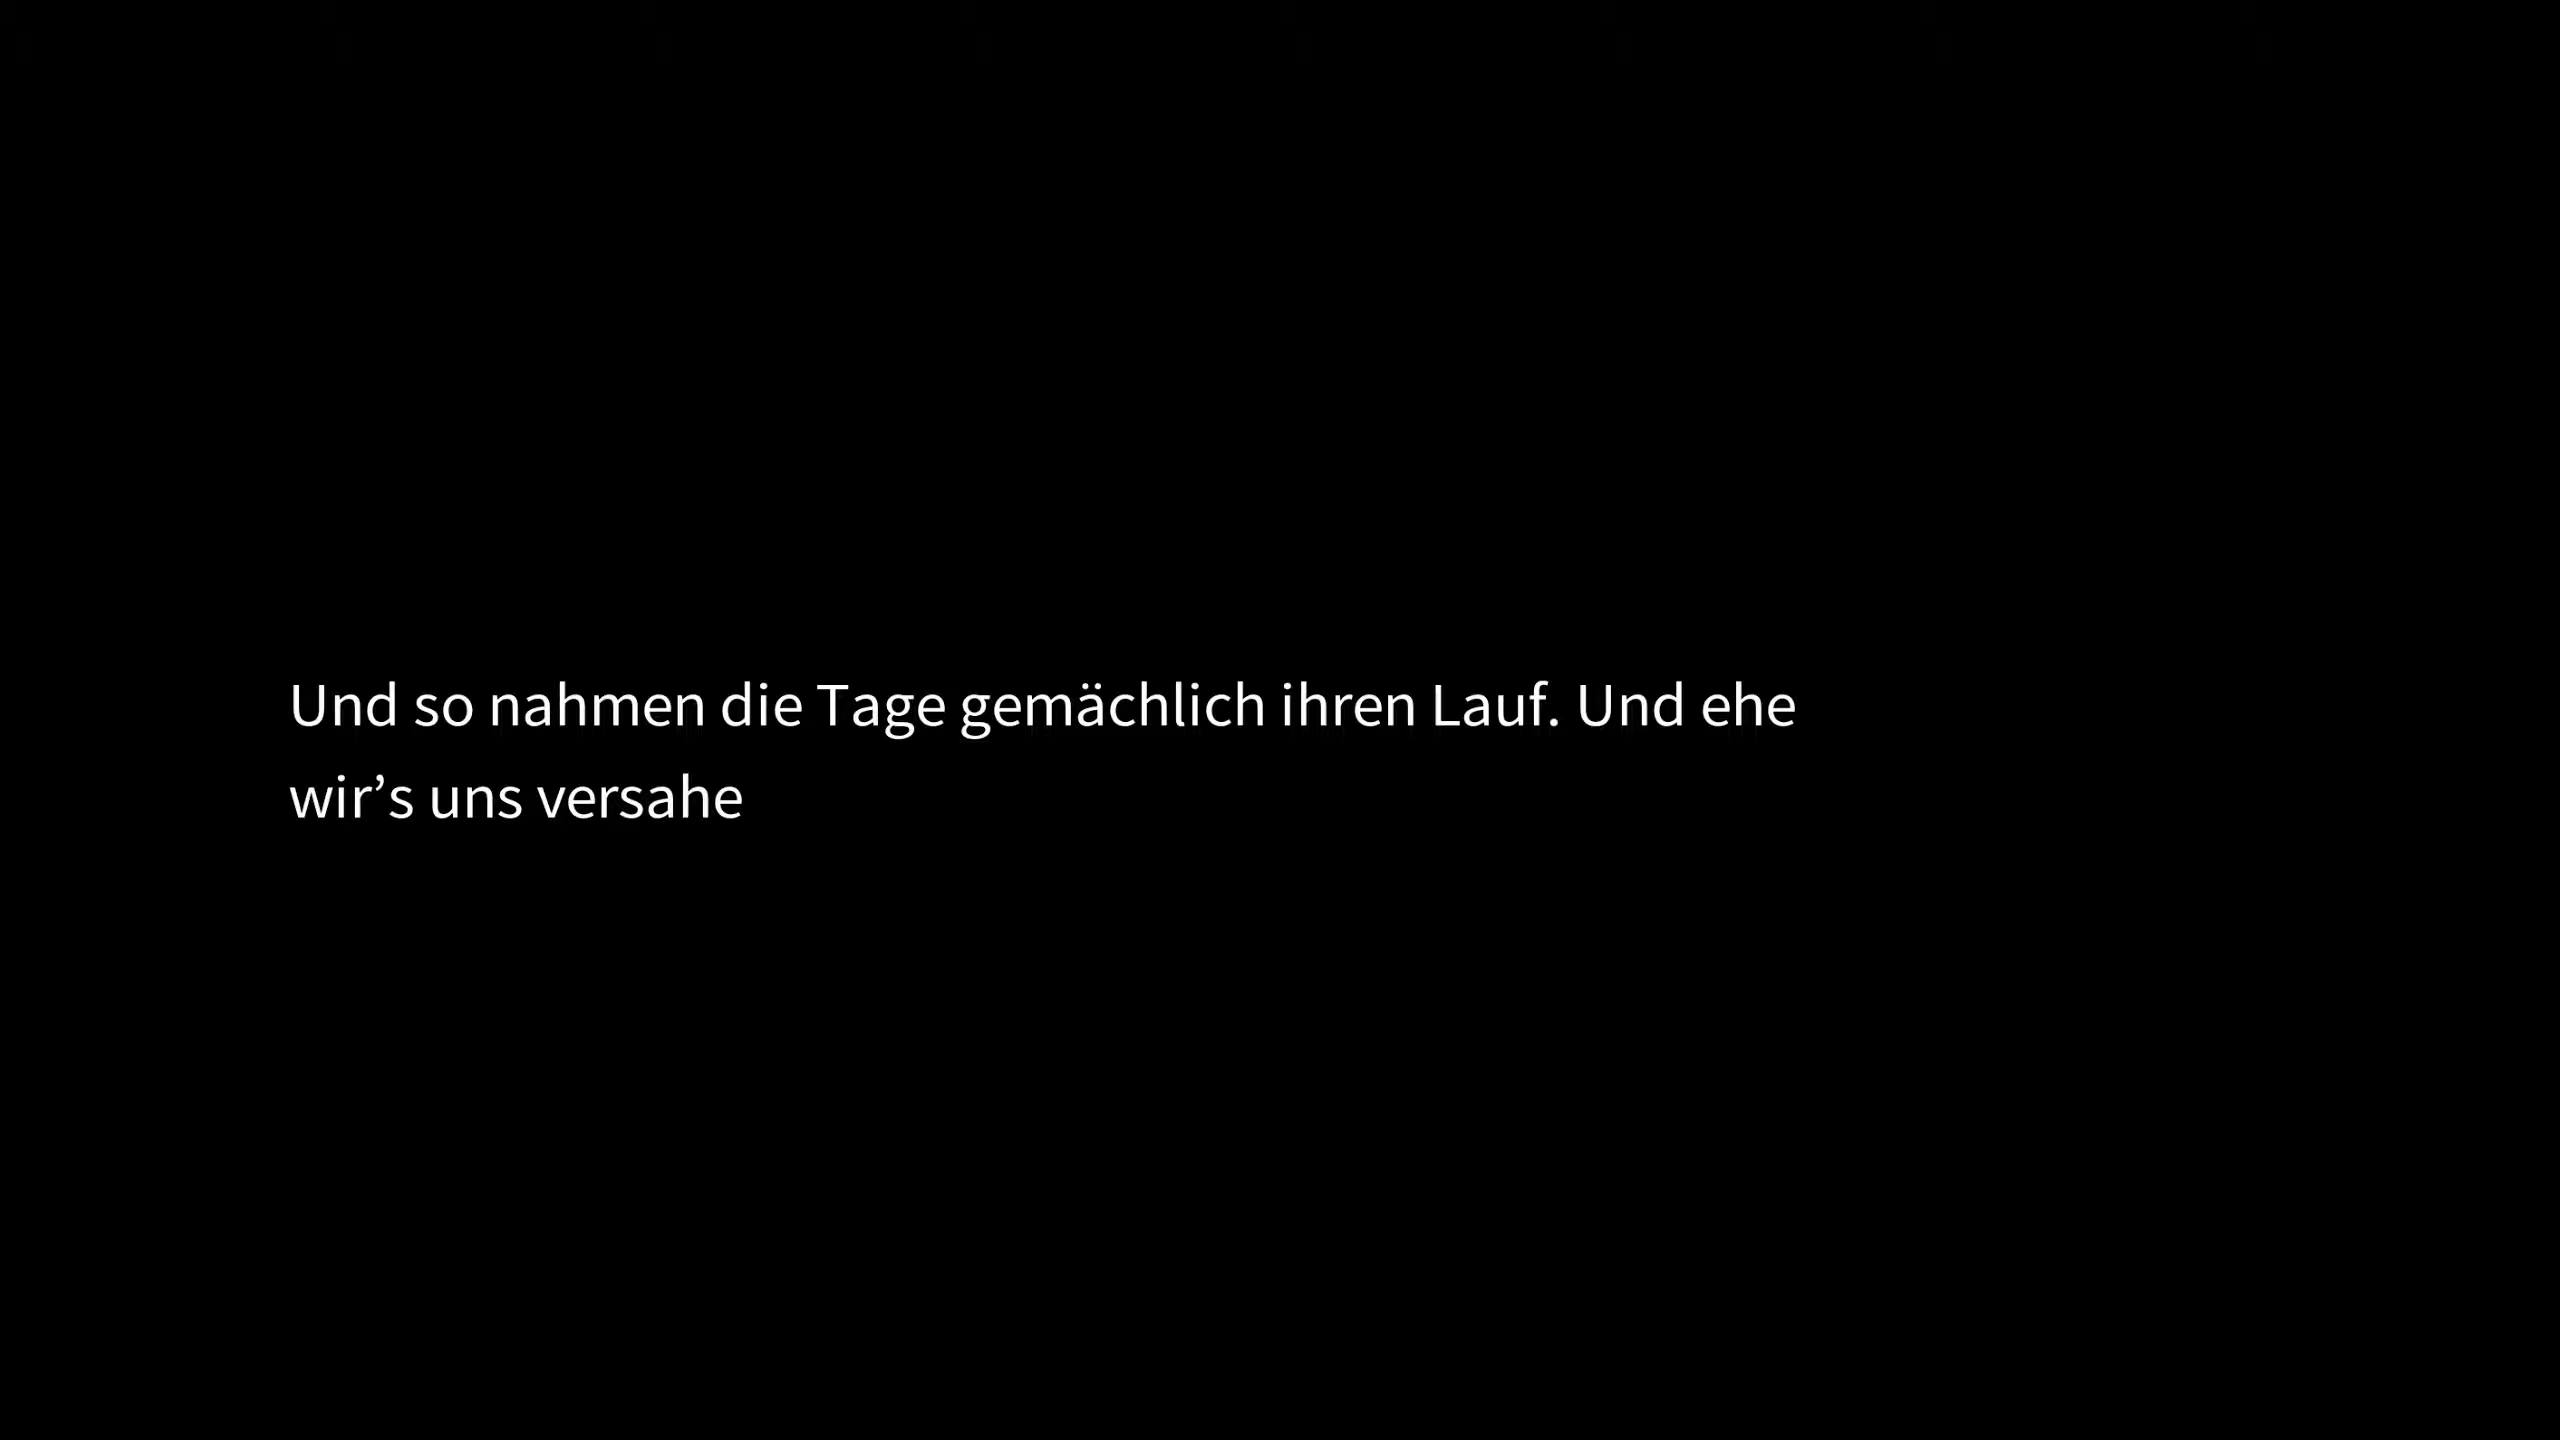 Und so nahmen die Tage gemächlich ihren Lauf. Und ehe
wir’s uns versahe